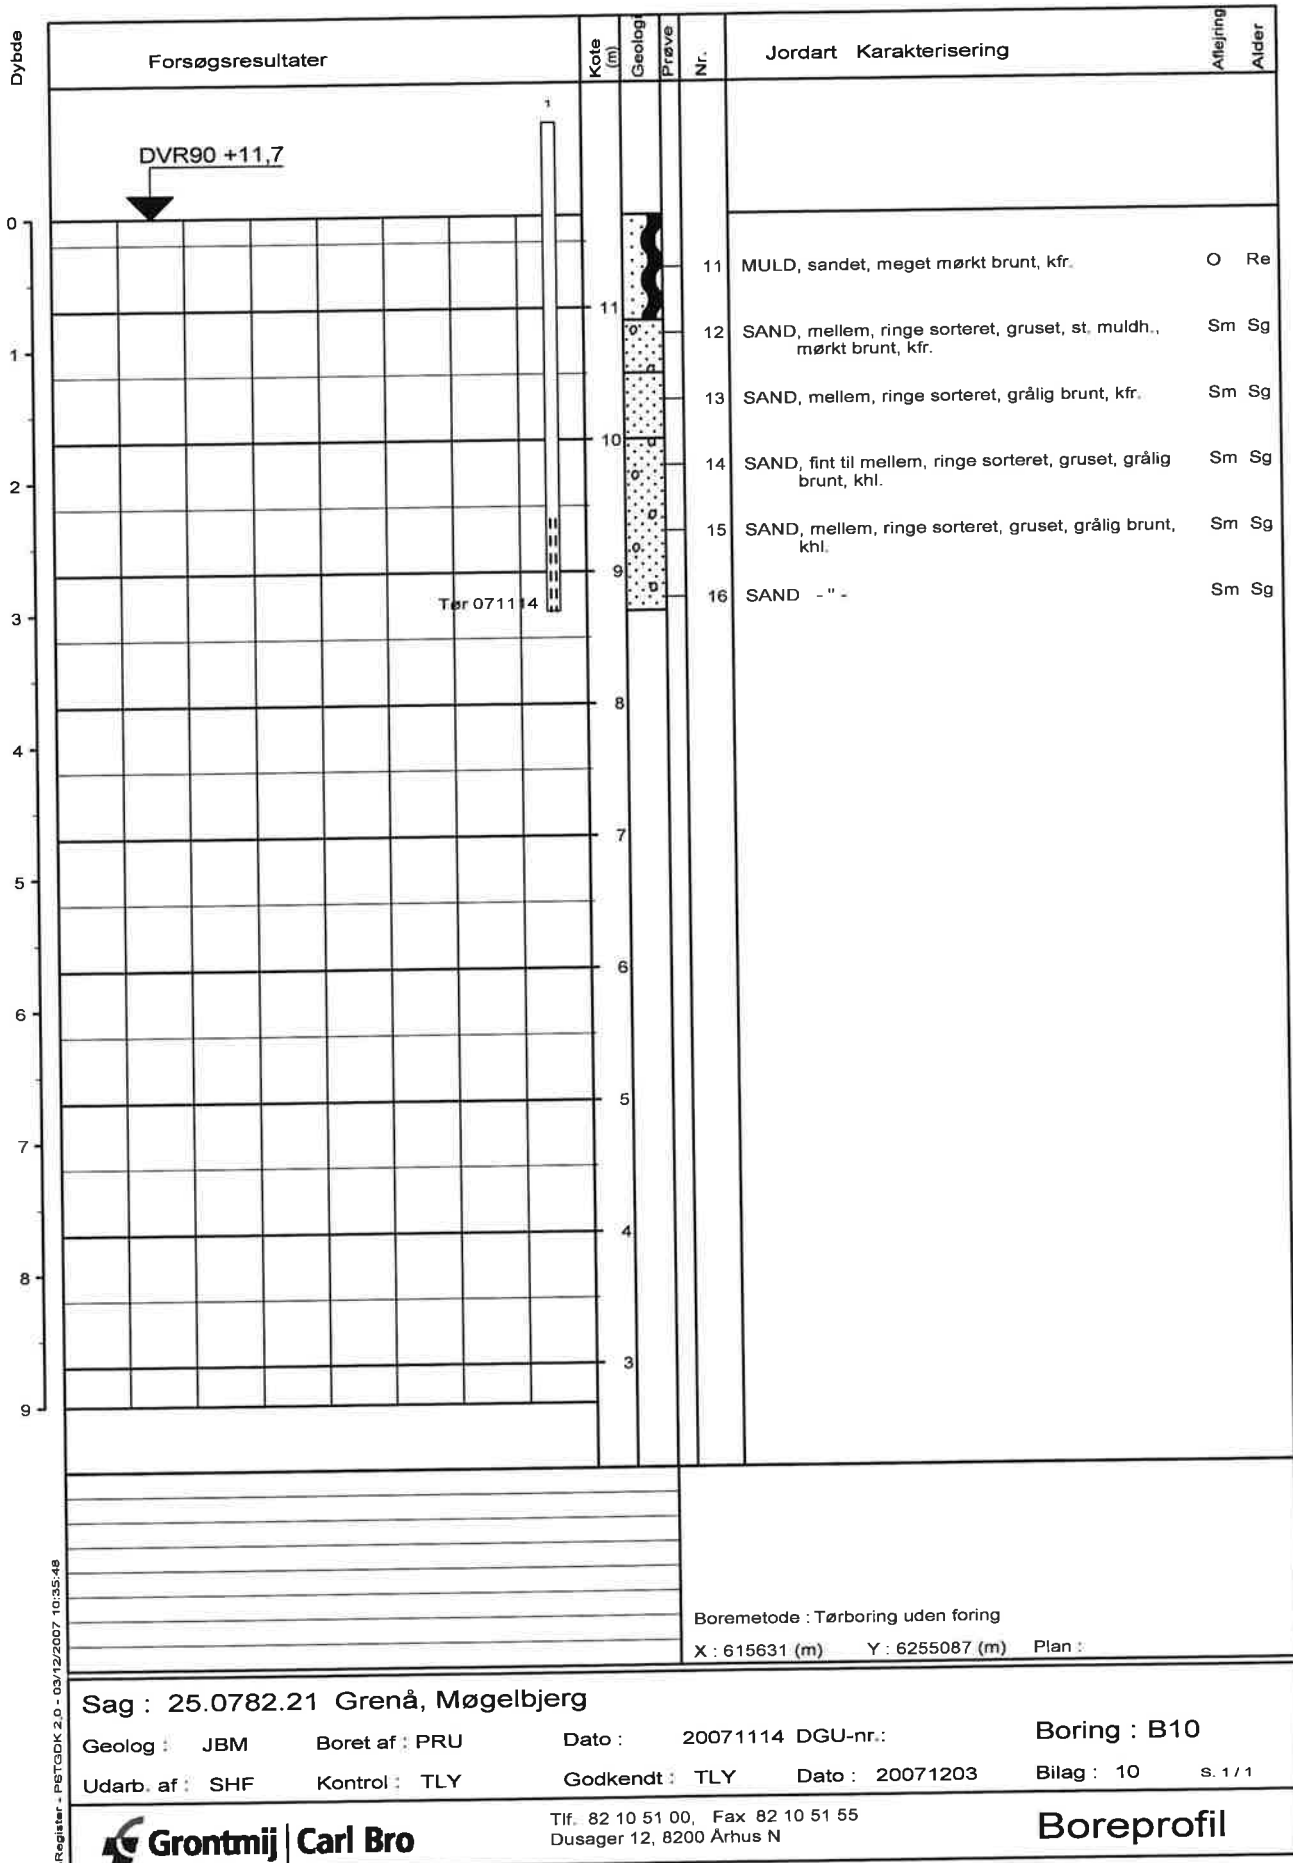 Dybde
Forsøgsresultater
Kote (m)
Geologi
Prøve
Nr.
Jordart Karakterisering
Aflejring
Alder
1
DVR90 +11,7
0
11 MULD, sandet, meget mørkt brunt, kfr. O Re
11
12 SAND, mellem, ringe sorteret, gruset, st. muldh., Sm Sg
mørkt brunt, kfr.
1
13 SAND, mellem, ringe sorteret, grålig brunt, kfr. Sm Sg
10
14 SAND, fint til mellem, ringe sorteret, gruset, grålig Sm Sg
brunt, khl.
2
15 SAND, mellem, ringe sorteret, gruset, grålig brunt, Sm Sg
khl.
9
Tør 071114
16 SAND - " - Sm Sg
3
8
4
7
5
6
6
5
7
4
8
3
9
Boremetode : Tørboring uden foring
X : 615631 (m) Y : 6255087 (m) Plan :
Register - PSTGDK 2.0 - 03/12/2007 10:35:48
Sag : 25.0782.21 Grenå, Møgelbjerg
Geolog : JBM Boret af : PRU Dato : 20071114 DGU-nr.: Boring : B10
Udarb. af : SHF Kontrol : TLY Godkendt : TLY Dato : 20071203 Bilag : 10 s. 1 / 1
Grontmij | Carl Bro
Tlf. 82 10 51 00, Fax 82 10 51 55
Dusager 12, 8200 Århus N
Boreprofil